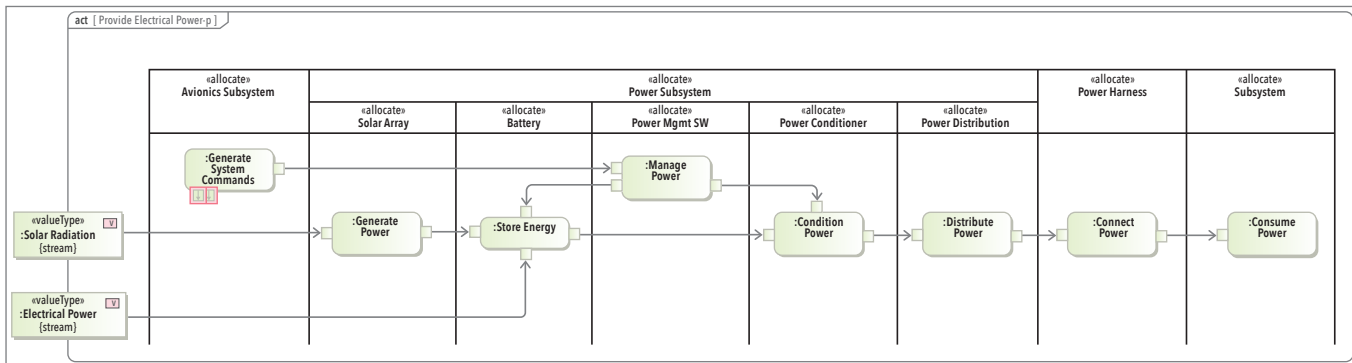 act [ Provide Electrical Power-p ]
«allocate»
Avionics Subsystem
«allocate»
Power Subsystem
«allocate»
Power Harness
«allocate»
Subsystem
«allocate»
Solar Array
«allocate»
Battery
«allocate»
Power Mgmt SW
«allocate»
Power Conditioner
«allocate»
Power Distribution
:Generate
System
Commands
:Manage
Power
«valueType»
V
:Solar Radiation
{stream}
:Generate
Power
:Store Energy
:Condition
Power
:Distribute
Power
:Connect
Power
:Consume
Power
«valueType»
V
:Electrical Power
{stream}